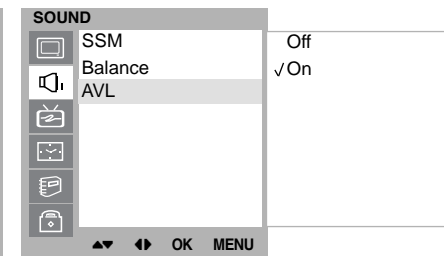 SOUND
SSM
Balance
AVL
Off
√ On
▲▼ ◀▶ OK MENU